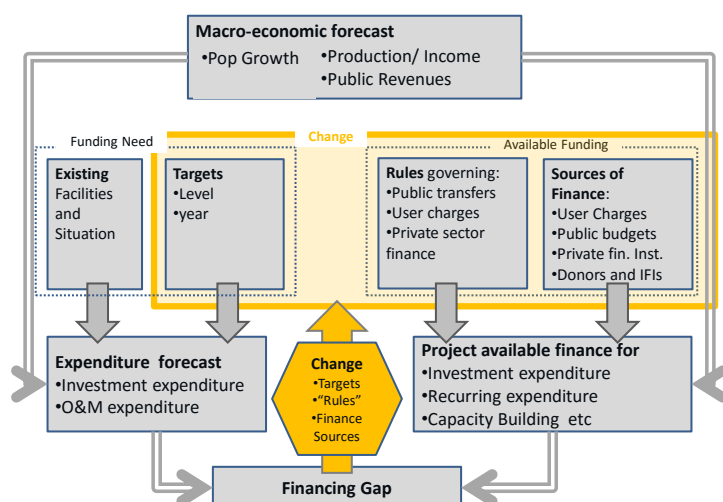 Macro-economic forecast
•Pop Growth
•Production/ Income
•Public Revenues
Funding Need
Change
Available Funding
Existing
Facilities
and
Situation
Targets
•Level
•year
Rules governing:
•Public transfers
•User charges
•Private sector
finance
Sources of
Finance:
•User Charges
•Public budgets
•Private fin. Inst.
•Donors and IFIs
Expenditure forecast
•Investment expenditure
•O&M expenditure
Change
•Targets
•“Rules”
•Finance
Sources
Project available finance for
•Investment expenditure
•Recurring expenditure
•Capacity Building etc
Financing Gap